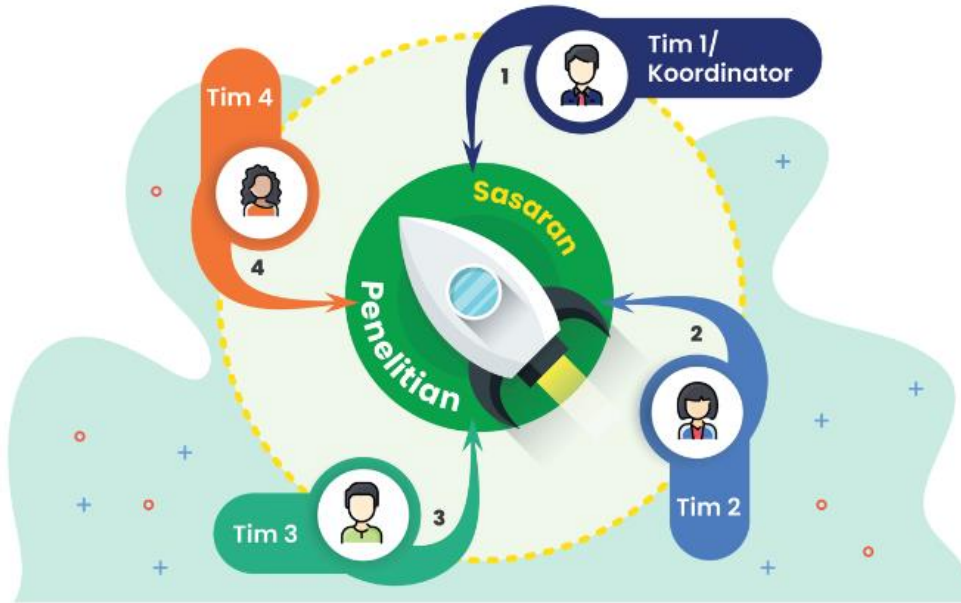 Tim 1/
Koordinator
1
Tim 4
4
Sasaran
Penelitian
2
Tim 2
Tim 3
3